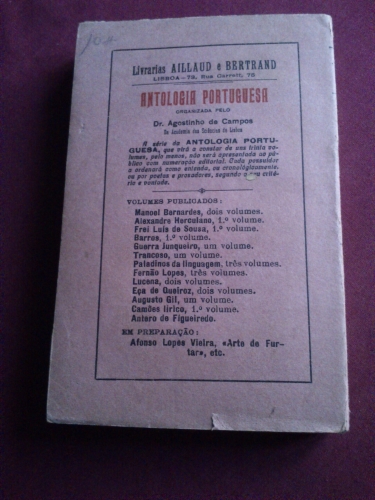 Livrarias AILLAUD e BERTRAND
LISBOA - 73, Rua Garrett, 75
ANTOLOGIA PORTUGUESA
ORGANIZADA PELO
Dr. Agostinho de Campos
Da Academia das Sciências de Lisboa
A série da ANTOLOGIA PORTU-
GUESA, que virá a constar de uns trinta vo-
lumes, pelo menos, não será apresentada ao pú-
blico com numeração editorial. Cada possuidor
a ordenará como entenda, ou cronologicamente,
ou por poetas e prosadores, segundo o seu crité-
rio e vontade.
VOLUMES PUBLICADOS:
Manoel Bernardes, dois volumes.
Alexandre Herculano, 1.º volume.
Frei Luís de Sousa, 1.º volume.
Barros, 1.º volume.
Guerra Junqueiro, um volume.
Trancoso, um volume.
Paladinos da linguagem, três volumes.
Fernão Lopes, três volumes.
Lucena, dois volumes.
Eça de Queiroz, dois volumes.
Augusto Gil, um volume.
Camões lírico, 1.º volume.
Antero de Figueiredo.
EM PREPARAÇÃO:
Afonso Lopes Vieira, «Arte de Fur-
tar», etc.